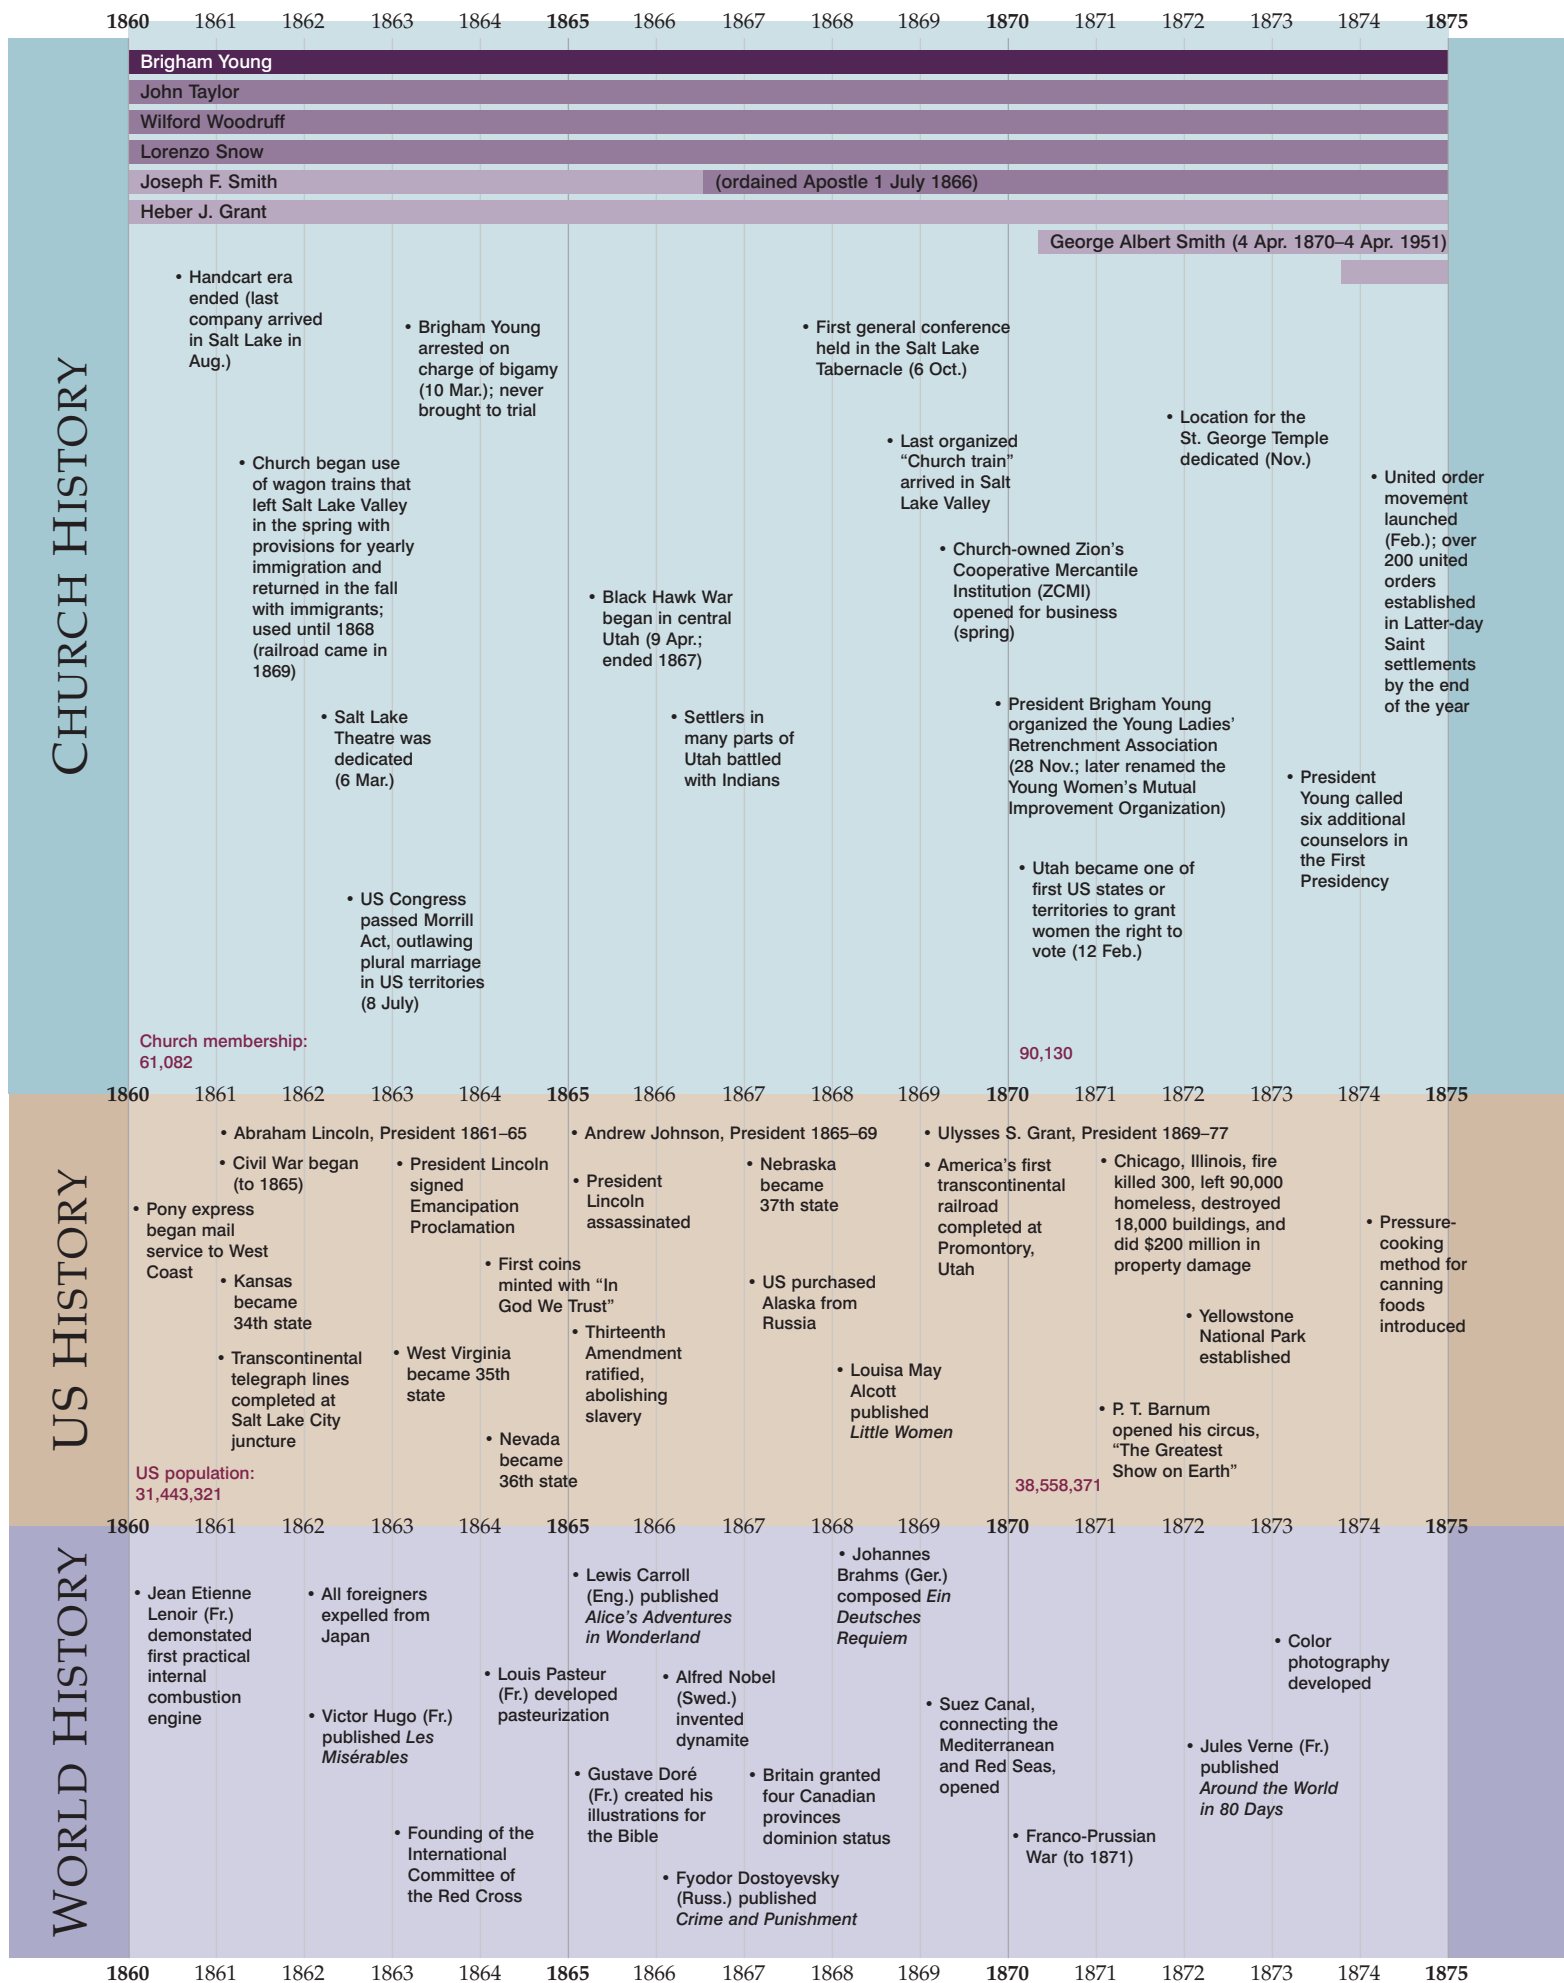 1860 1861 1862 1863 1864 1865 1866 1867 1868 1869 1870 1871 1872 1873 1874 1875
CHURCH HISTORY
Brigham Young
John Taylor
Wilford Woodruff
Lorenzo Snow
Joseph F. Smith (ordained Apostle 1 July 1866)
Heber J. Grant
George Albert Smith (4 Apr. 1870–4 Apr. 1951)
• Handcart era
ended (last
company arrived
in Salt Lake in
Aug.)
• Brigham Young
arrested on
charge of bigamy
(10 Mar.); never
brought to trial
• First general conference
held in the Salt Lake
Tabernacle (6 Oct.)
• Location for the
St. George Temple
dedicated (Nov.)
• Last organized
“Church train”
arrived in Salt
Lake Valley
• Church began use
of wagon trains that
left Salt Lake Valley
in the spring with
provisions for yearly
immigration and
returned in the fall
with immigrants;
used until 1868
(railroad came in
1869)
• United order
movement
launched
(Feb.); over
200 united
orders
established
in Latter-day
Saint
settlements
by the end
of the year
• Church-owned Zion’s
Cooperative Mercantile
Institution (ZCMI)
opened for business
(spring)
• Black Hawk War
began in central
Utah (9 Apr.;
ended 1867)
• President Brigham Young
organized the Young Ladies’
Retrenchment Association
(28 Nov.; later renamed the
Young Women’s Mutual
Improvement Organization)
• Salt Lake
Theatre was
dedicated
(6 Mar.)
• Settlers in
many parts of
Utah battled
with Indians
• President
Young called
six additional
counselors in
the First
Presidency
• Utah became one of
first US states or
territories to grant
women the right to
vote (12 Feb.)
• US Congress
passed Morrill
Act, outlawing
plural marriage
in US territories
(8 July)
Church membership:
61,082
90,130
1860 1861 1862 1863 1864 1865 1866 1867 1868 1869 1870 1871 1872 1873 1874 1875
US HISTORY
• Abraham Lincoln, President 1861–65
• Andrew Johnson, President 1865–69
• Ulysses S. Grant, President 1869–77
• Civil War began
(to 1865)
• President Lincoln
signed
Emancipation
Proclamation
• President
Lincoln
assassinated
• Nebraska
became
37th state
• America’s first
transcontinental
railroad
completed at
Promontory,
Utah
• Chicago, Illinois, fire
killed 300, left 90,000
homeless, destroyed
18,000 buildings, and
did $200 million in
property damage
• Pony express
began mail
service to West
Coast
• Pressure-
cooking
method for
canning
foods
introduced
• First coins
minted with “In
God We Trust”
• Kansas
became
34th state
• US purchased
Alaska from
Russia
• Yellowstone
National Park
established
• Thirteenth
Amendment
ratified,
abolishing
slavery
• Transcontinental
telegraph lines
completed at
Salt Lake City
juncture
• West Virginia
became 35th
state
• Louisa May
Alcott
published
Little Women
• P. T. Barnum
opened his circus,
“The Greatest
Show on Earth”
• Nevada
became
36th state
US population:
31,443,321
38,558,371
1860 1861 1862 1863 1864 1865 1866 1867 1868 1869 1870 1871 1872 1873 1874 1875
WORLD HISTORY
• Johannes
Brahms (Ger.)
composed Ein
Deutsches
Requiem
• Lewis Carroll
(Eng.) published
Alice’s Adventures
in Wonderland
• Jean Etienne
Lenoir (Fr.)
demonstated
first practical
internal
combustion
engine
• All foreigners
expelled from
Japan
• Color
photography
developed
• Louis Pasteur
(Fr.) developed
pasteurization
• Alfred Nobel
(Swed.)
invented
dynamite
• Suez Canal,
connecting the
Mediterranean
and Red Seas,
opened
• Victor Hugo (Fr.)
published Les
Misérables
• Jules Verne (Fr.)
published
Around the World
in 80 Days
• Gustave Doré
(Fr.) created his
illustrations for
the Bible
• Britain granted
four Canadian
provinces
dominion status
• Founding of the
International
Committee of
the Red Cross
• Franco-Prussian
War (to 1871)
• Fyodor Dostoyevsky
(Russ.) published
Crime and Punishment
1860 1861 1862 1863 1864 1865 1866 1867 1868 1869 1870 1871 1872 1873 1874 1875